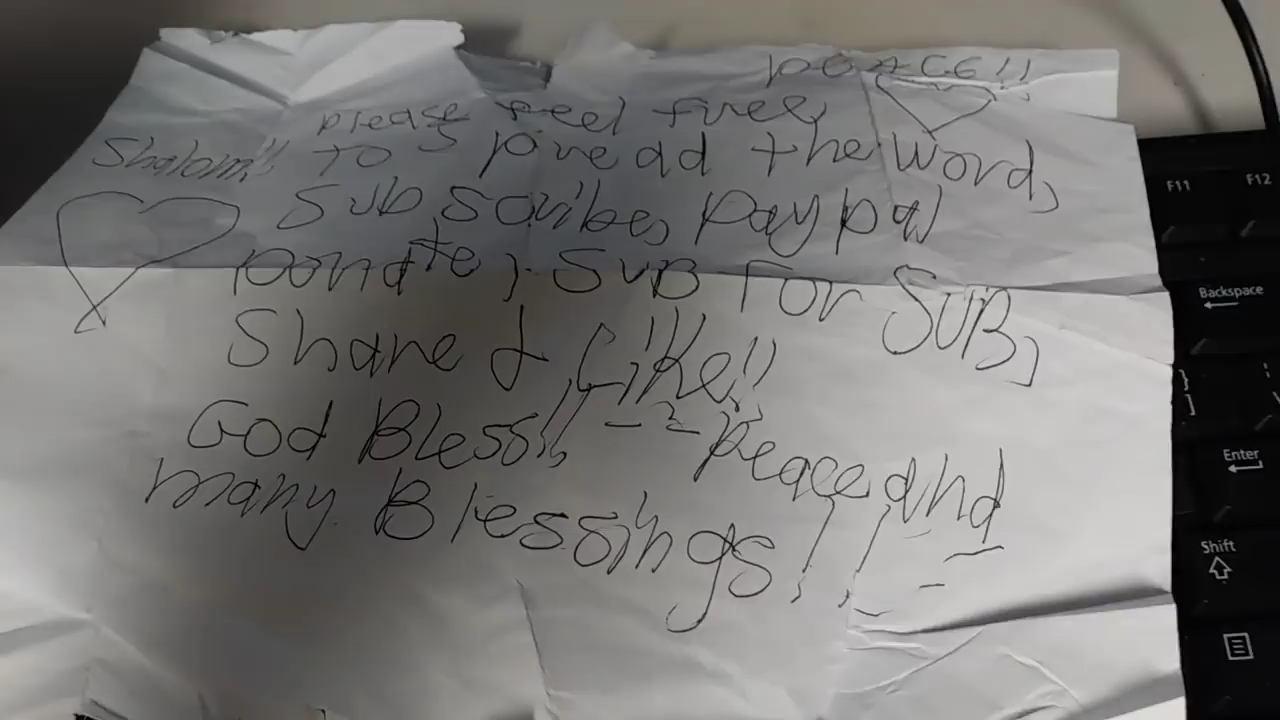 peace!!
please feel free,
Shalom!! To spread the word,
Subscribe, paypal
Donate, Sub For SUB,
Share & Like!!
God Bless!! -- peace and
many Blessings!! --
F11
F12
Backspace
}
]
Enter
Shift